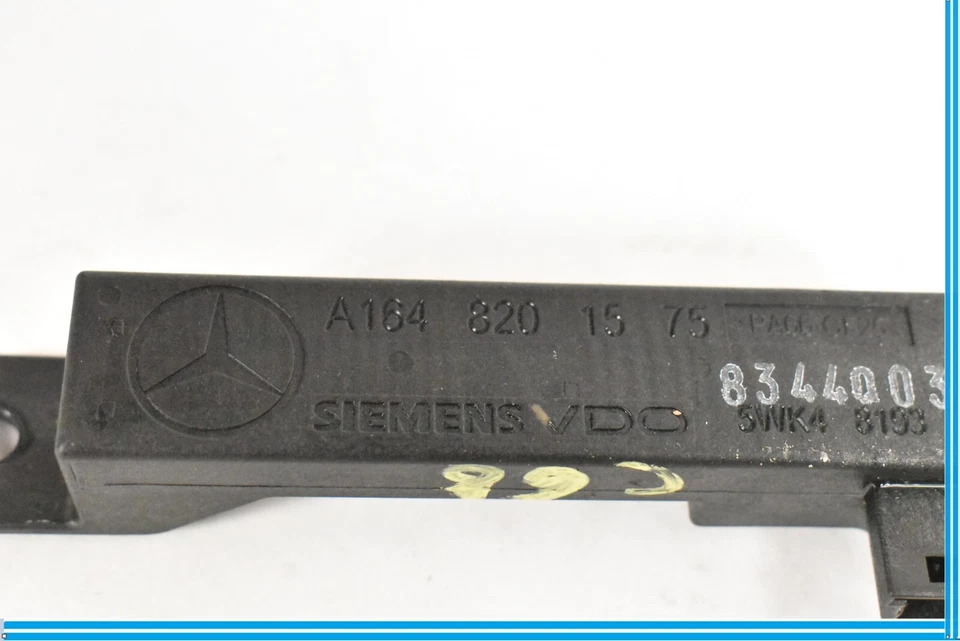 A164 820 15 75
8344003
SIEMENS VDO
5WK4 8193